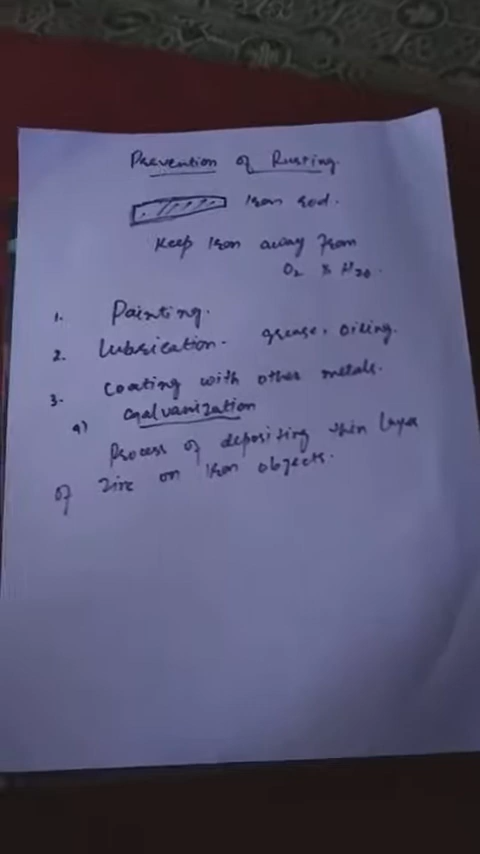 Prevention of Rusting.
Iron rod.
Keep Iron away from
O2 & H2O.
1. Painting.
2. Lubrication. grease, oiling.
3. Coating with other metals.
a) Galvanization
Process of depositing thin layer
of Zinc on Iron objects.